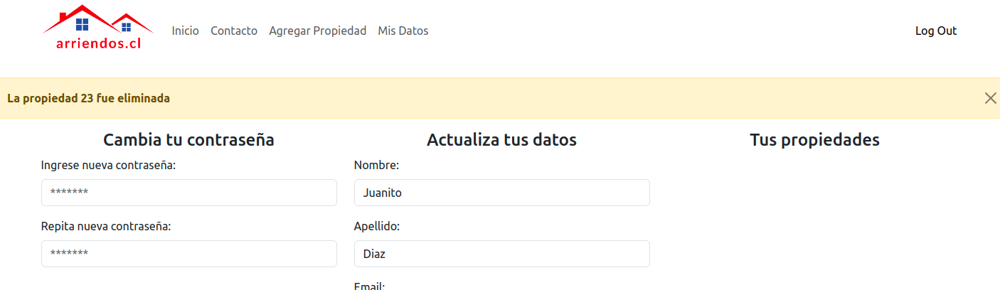 arriendos.cl
Inicio Contacto Agregar Propiedad Mis Datos Log Out
La propiedad 23 fue eliminada
Cambia tu contraseña
Ingrese nueva contraseña:
*******
Repita nueva contraseña:
*******
Actualiza tus datos
Nombre:
Juanito
Apellido:
Diaz
Email:
Tus propiedades